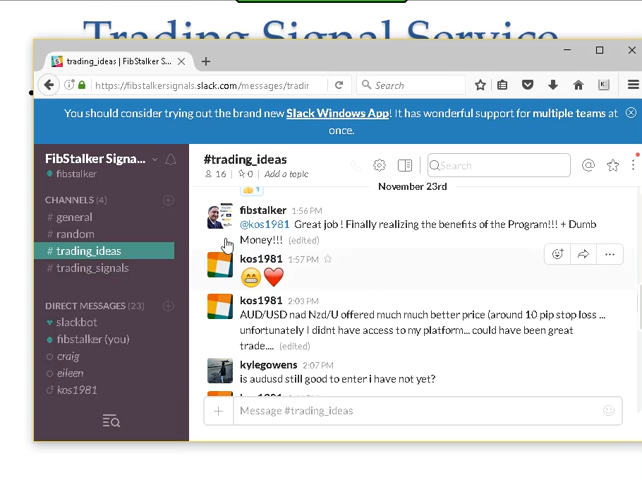 Trading Signal Service
trading_ideas | FibStalker S...
https://fibstalkersignals.slack.com/messages/tradir
Search
You should consider trying out the brand new Slack Windows App! It has wonderful support for multiple teams at
once.
FibStalker Signa...
fibstalker
CHANNELS (4)
# general
# random
# trading_ideas
# trading_signals
DIRECT MESSAGES (23)
slackbot
fibstalker (you)
craig
eileen
kos1981
#trading_ideas
16 | 0 | Add a topic
Search
November 23rd
1
fibstalker 1:56 PM
@kos1981 Great job ! Finally realizing the benefits of the Program!!! + Dumb
Money!!! (edited)
kos1981 1:57 PM
kos1981 2:03 PM
AUD/USD nad Nzd/U offered much much better price (around 10 pip stop loss ...
unfortunately I didnt have access to my platform... could have been great
trade.... (edited)
kylegowens 2:07 PM
is audusd still good to enter i have not yet?
Message #trading_ideas